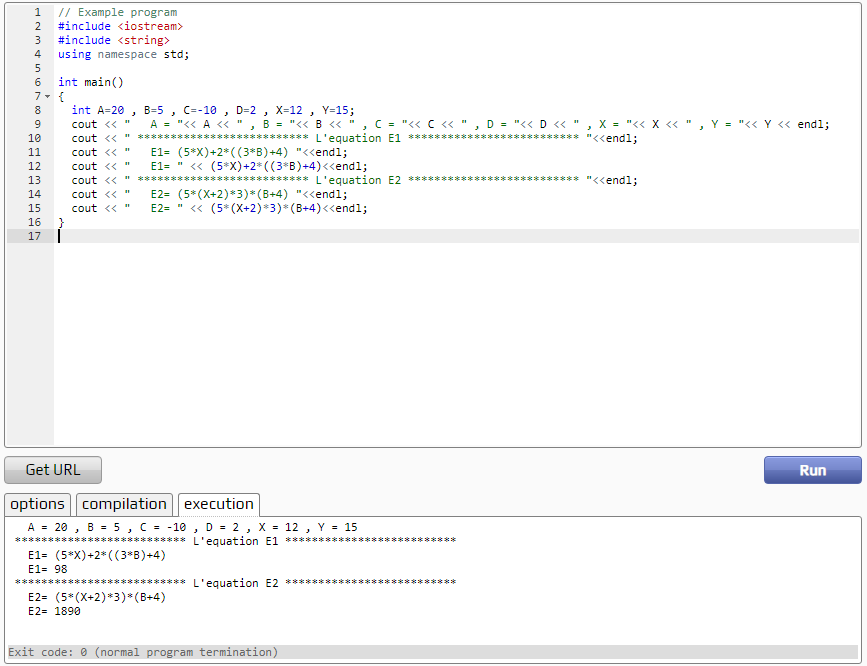 1 // Example program
2 #include <iostream>
3 #include <string>
4 using namespace std;
5
6 int main()
7 {
8 int A=20 , B=5 , C=-10 , D=2 , X=12 , Y=15;
9 cout << "   A = "<< A << " , B = "<< B << " , C = "<< C << " , D = "<< D << " , X = "<< X << " , Y = "<< Y << endl;
10 cout << " ************************** L'equation E1 ************************** "<<endl;
11 cout << "   E1= (5*X)+2*((3*B)+4) "<<endl;
12 cout << "   E1= " << (5*X)+2*((3*B)+4)<<endl;
13 cout << " ************************** L'equation E2 ************************** "<<endl;
14 cout << "   E2= (5*(X+2)*3)*(B+4) "<<endl;
15 cout << "   E2= " << (5*(X+2)*3)*(B+4)<<endl;
16 }
17
Get URL Run
options compilation execution
A = 20 , B = 5 , C = -10 , D = 2 , X = 12 , Y = 15
************************** L'equation E1 **************************
E1= (5*X)+2*((3*B)+4)
E1= 98
************************** L'equation E2 **************************
E2= (5*(X+2)*3)*(B+4)
E2= 1890
Exit code: 0 (normal program termination)